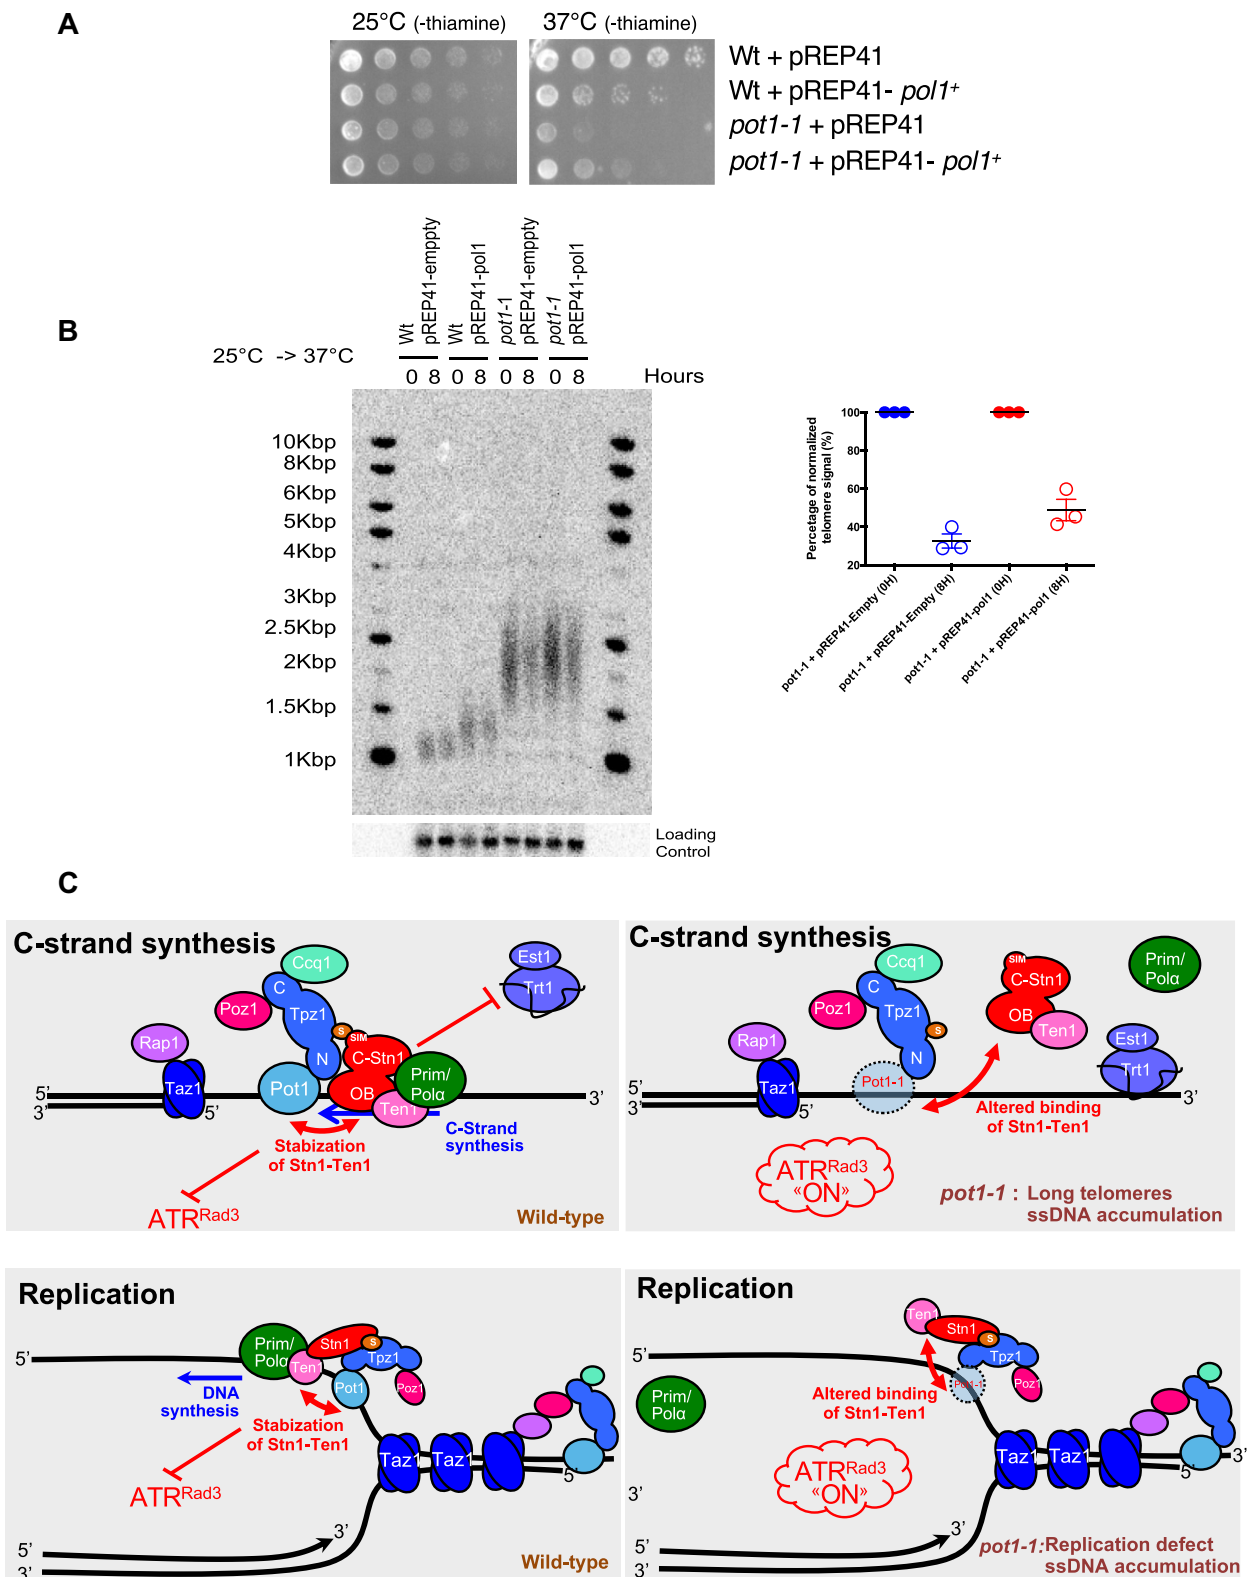 A
25°C (-thiamine)
37°C (-thiamine)
Wt + pREP41
Wt + pREP41- pol1+
pot1-1 + pREP41
pot1-1 + pREP41- pol1+
B
Wt
pREP41-emppty
Wt
pREP41-pol1
pot1-1
pREP41-empty
pot1-1
pREP41-pol1
25°C -> 37°C
0 8 0 8 0 8 0 8 Hours
10Kbp
8Kbp
6Kbp
5Kbp
4Kbp
3Kbp
2.5Kbp
2Kbp
1.5Kbp
1Kbp
Loading
Control
Percetage of normalized
telomere signal (%)
100
80
60
40
20
pot1-1 + pREP41-Empty (0H)
pot1-1 + pREP41-Empty (8H)
pot1-1 + pREP41-pol1 (0H)
pot1-1 + pREP41-pol1 (8H)
C
C-strand synthesis
Ccq1
Est1
Trt1
C
Poz1
Tpz1
S
SIM
Rap1
N
C-Stn1
Taz1
Pot1
OB
Prim/
Polα
Ten1
5'
3'
5'
3'
Stabization
of Stn1-Ten1
C-Strand
synthesis
ATRRad3
Wild-type
C-strand synthesis
Ccq1
SIM
C-Stn1
Prim/
Polα
C
Poz1
Tpz1
S
OB
Ten1
Rap1
N
Est1
Trt1
Taz1
Pot1-1
5'
3'
5'
3'
Altered binding
of Stn1-Ten1
ATRRad3
«ON»
pot1-1 : Long telomeres
ssDNA accumulation
Replication
Prim/
Polα
Stn1
S
Ten1
Tpz1
5'
Pot1
Poz1
DNA
synthesis
Stabization
of Stn1-Ten1
Taz1
Taz1
5'
ATRRad3
3'
5'
3'
Wild-type
Replication
Ten1
Stn1
S
Tpz1
5'
Pot1-1
Poz1
Prim/
Polα
Altered binding
of Stn1-Ten1
Taz1
Taz1
3'
5'
ATRRad3
«ON»
3'
3'
5'
3'
pot1-1:Replication defect
ssDNA accumulation